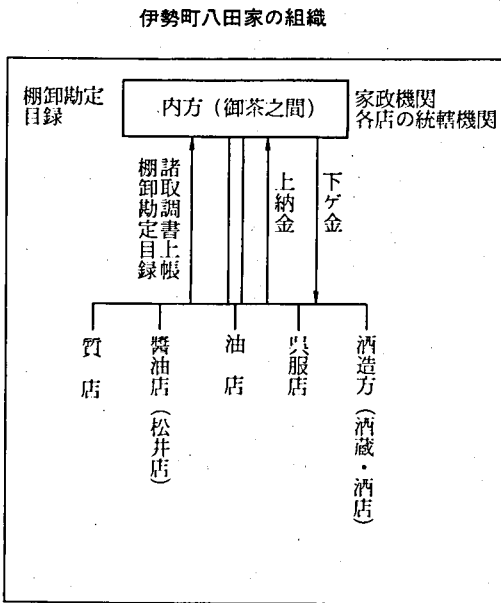 伊勢町八田家の組織
棚卸勘定
目録
内方（御茶之間）
家政機関
各店の統轄機関
下ゲ金
上納金
諸取調書上帳
棚卸勘定目録
酒造方（酒蔵・酒店）
呉服店
油店
醬油店（松井店）
質店